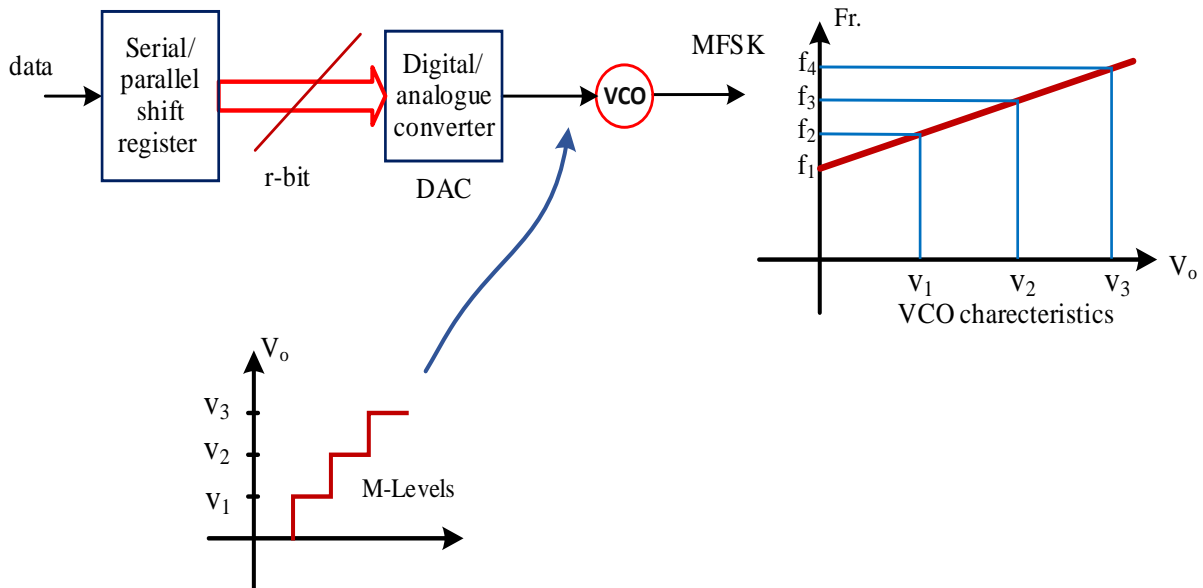 data
Serial/
parallel
shift
register
r-bit
Digital/
analogue
converter
DAC
VCO
MFSK
Fr.
f₄
f₃
f₂
f₁
v₁
v₂
v₃
Vₒ
VCO charecteristics
Vₒ
v₃
v₂
v₁
M-Levels